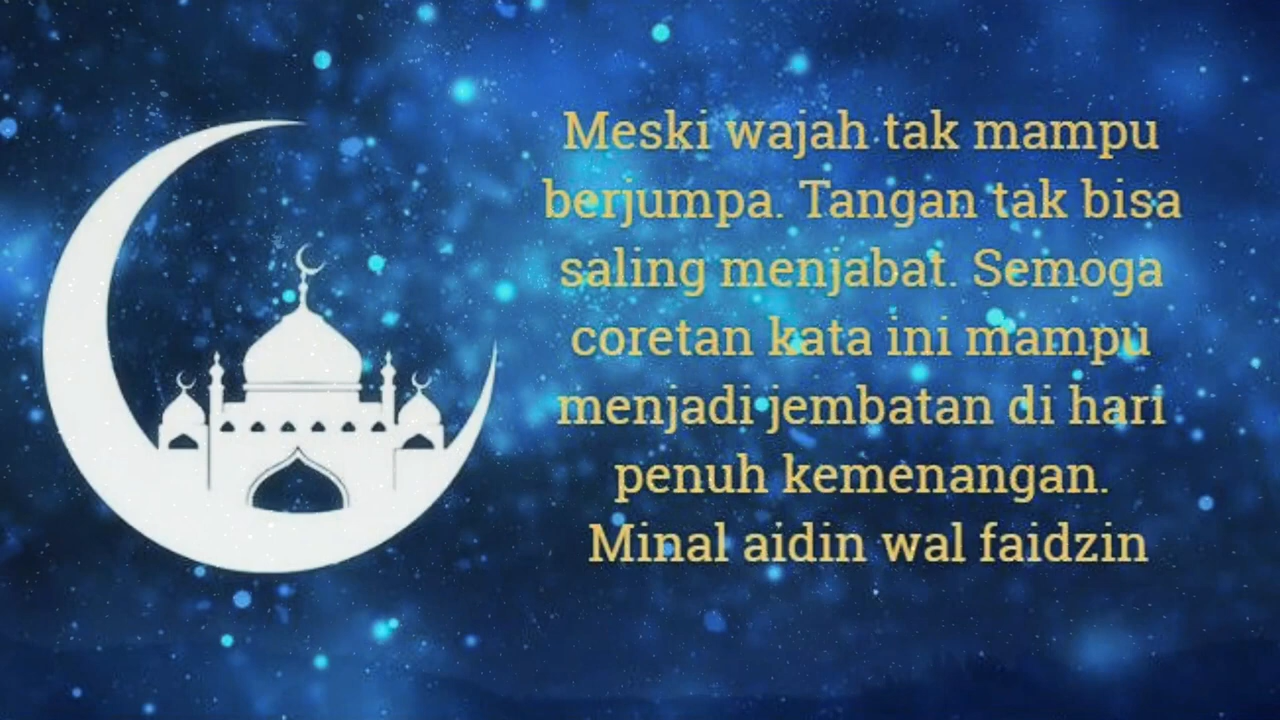 Meski wajah tak mampu
berjumpa. Tangan tak bisa
saling menjabat. Semoga
coretan kata ini mampu
menjadi jembatan di hari
penuh kemenangan.
Minal aidin wal faidzin